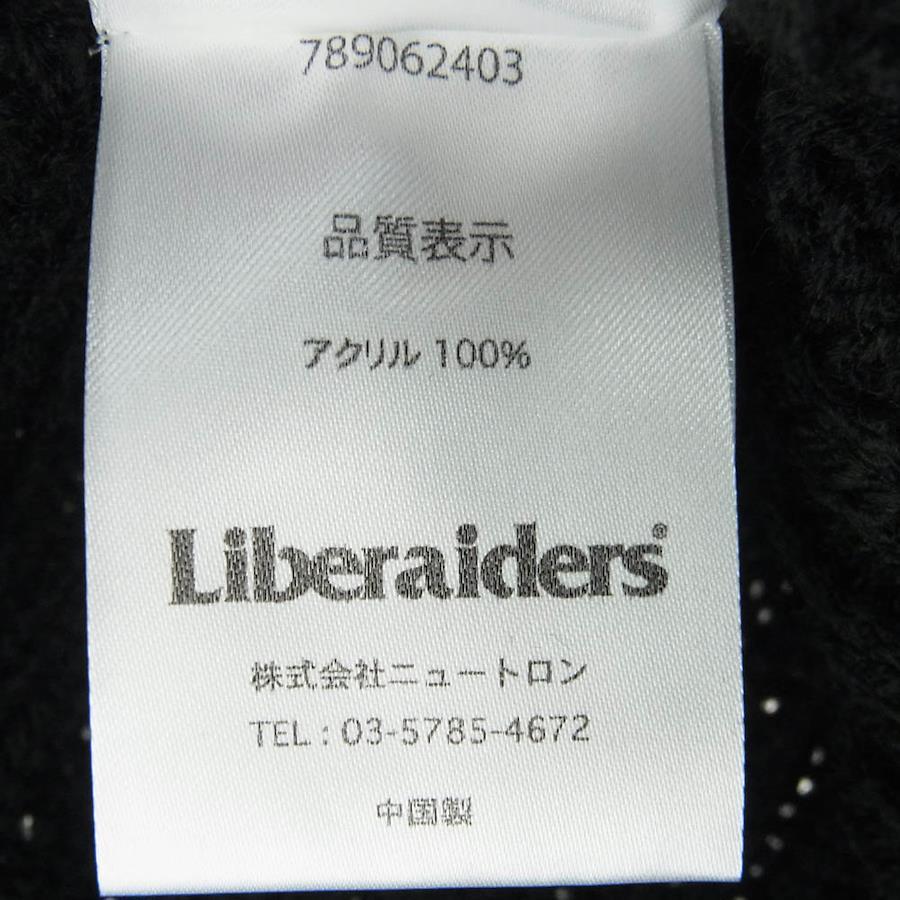 789062403
品質表示
アクリル 100%
Liberaiders®
株式会社ニュートロン
TEL : 03-5785-4672
中国製